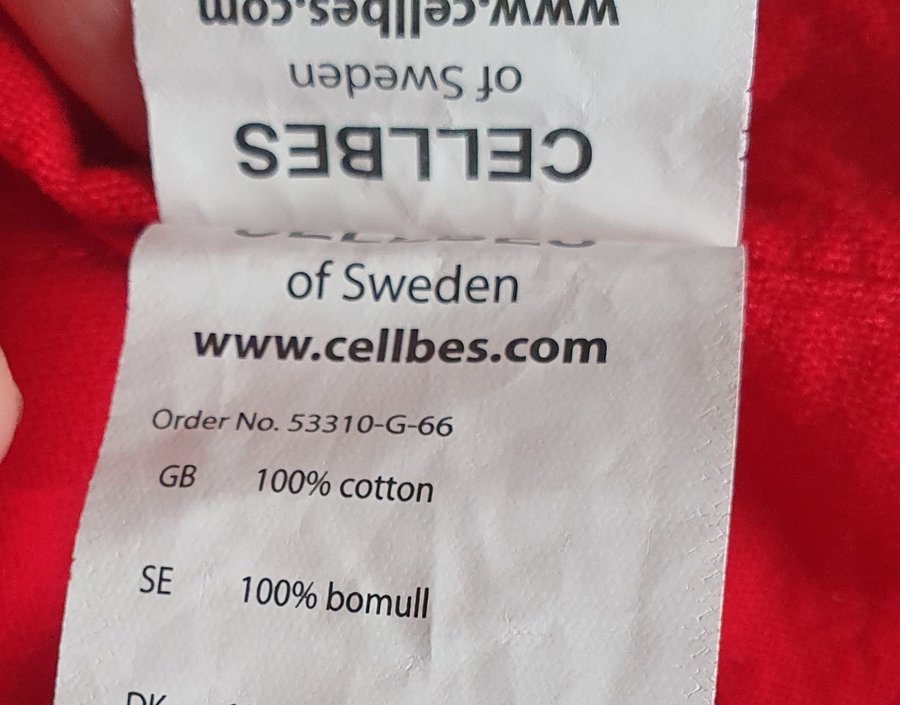 www.cellbes.com
of Sweden
CELLBES
of Sweden
www.cellbes.com
Order No. 53310-G-66
GB 100% cotton
SE 100% bomull
DK